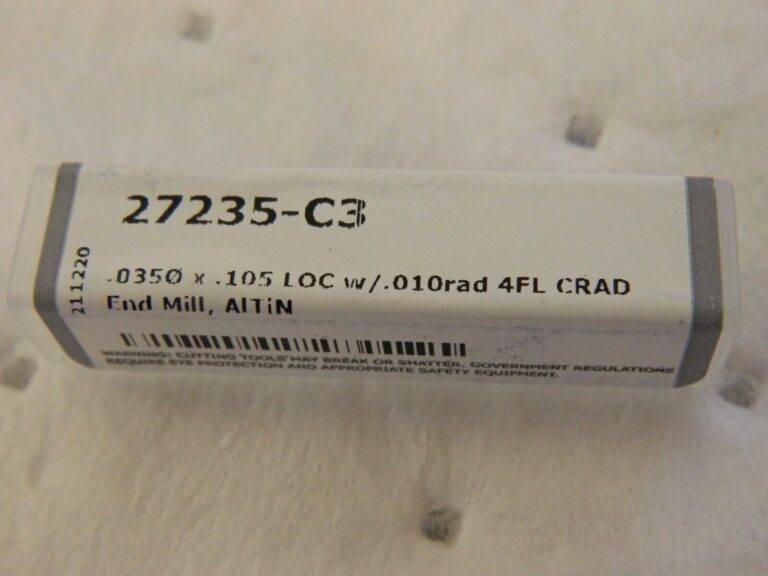 27235-C3
211220
.0350Ø x .105 LOC w/.010rad 4FL CRAD
End Mill, AlTiN
WARNING: CUTTING TOOLS MAY BREAK OR SHATTER. GOVERNMENT REGULATIONS
REQUIRE EYE PROTECTION AND APPROPRIATE SAFETY EQUIPMENT.